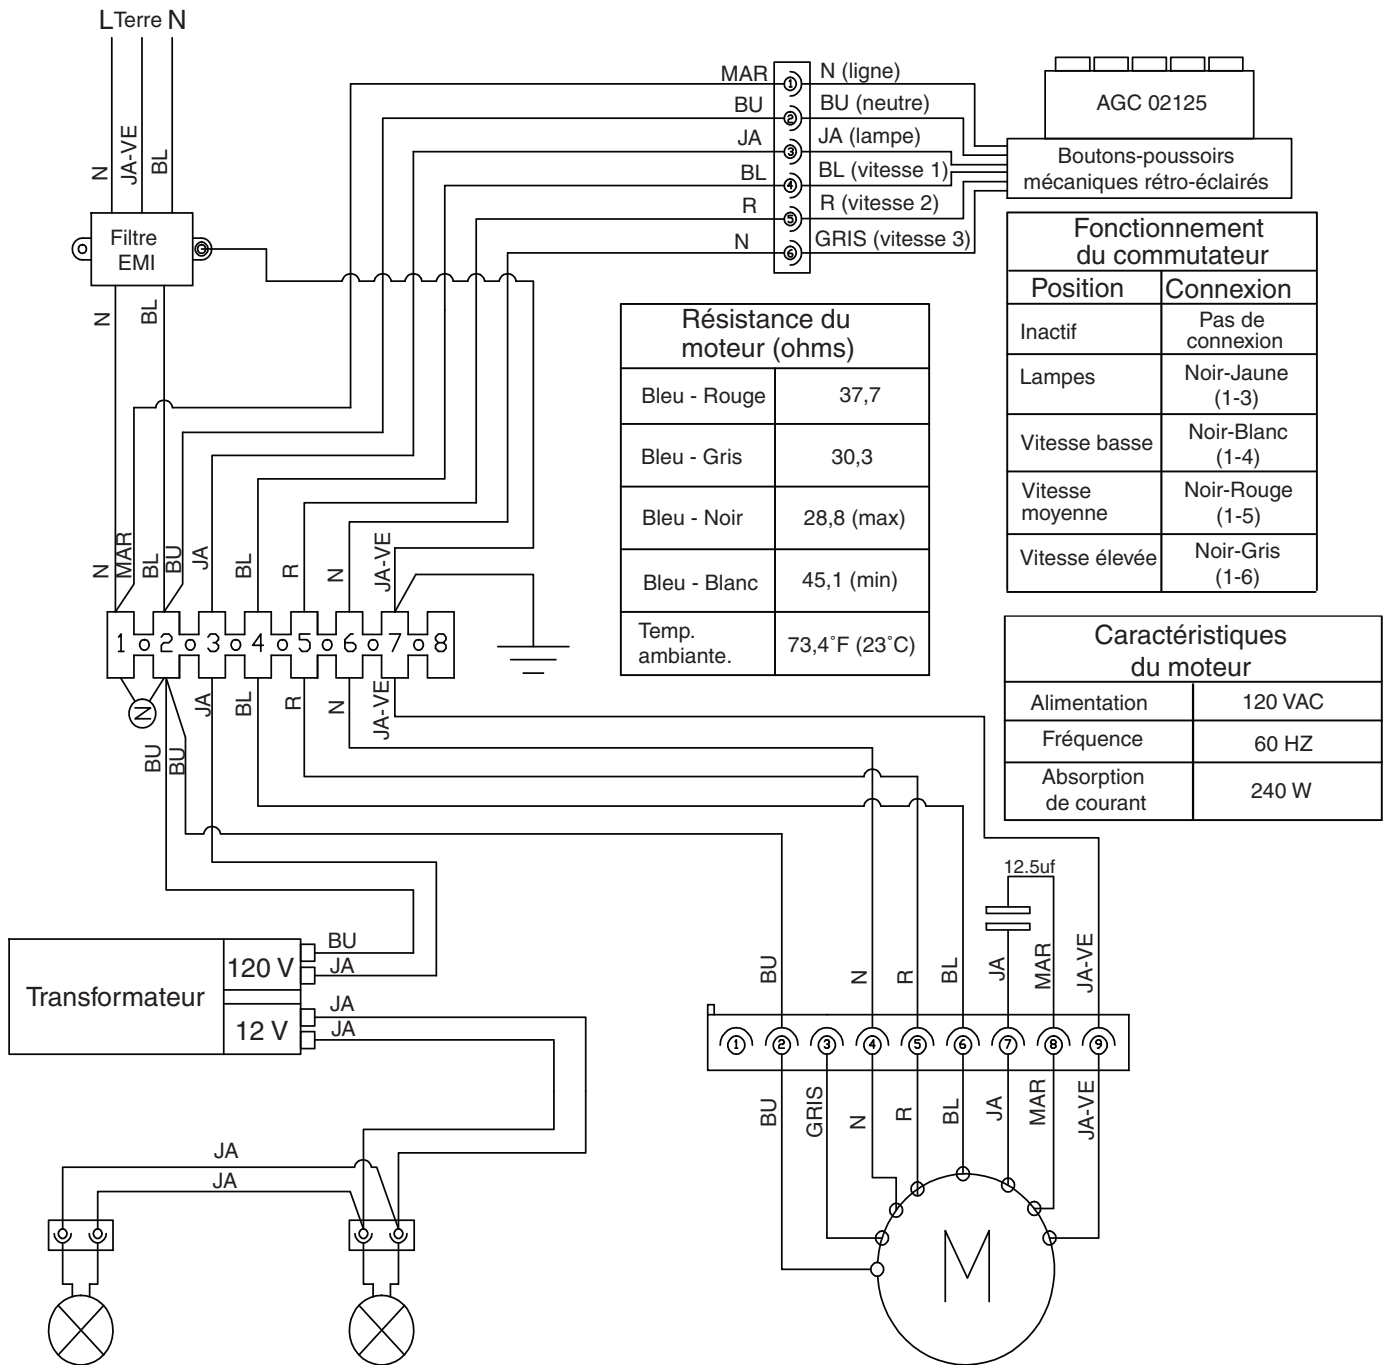 L Terre N
N
JA-VE
BL
Filtre
EMI
N
BL
MAR
BU
JA
BL
R
N
1
2
3
4
5
6
N (ligne)
BU (neutre)
JA (lampe)
BL (vitesse 1)
R (vitesse 2)
GRIS (vitesse 3)
AGC 02125
Boutons-poussoirs
mécaniques rétro-éclairés
Fonctionnement
du commutateur
Position Connexion
Inactif
Pas de
connexion
Lampes
Noir-Jaune
(1-3)
Vitesse basse
Noir-Blanc
(1-4)
Vitesse
moyenne
Noir-Rouge
(1-5)
Vitesse élevée
Noir-Gris
(1-6)
Résistance du
moteur (ohms)
Bleu - Rouge 37,7
Bleu - Gris 30,3
Bleu - Noir 28,8 (max)
Bleu - Blanc 45,1 (min)
Temp.
ambiante.
73,4˚F (23˚C)
Caractéristiques
du moteur
Alimentation 120 VAC
Fréquence 60 HZ
Absorption
de courant
240 W
N
MAR
BL
BU
JA
BL
R
N
JA-VE
1 2 3 4 5 6 7 8
N
BU
BU
JA
BL
R
N
JA-VE
12.5uf
Transformateur
120 V
12 V
BU
JA
JA
JA
BU
N
R
BL
JA
MAR
JA-VE
1 2 3 4 5 6 7 8 9
BU
GRIS
N
R
BL
JA
MAR
JA-VE
JA
JA
M